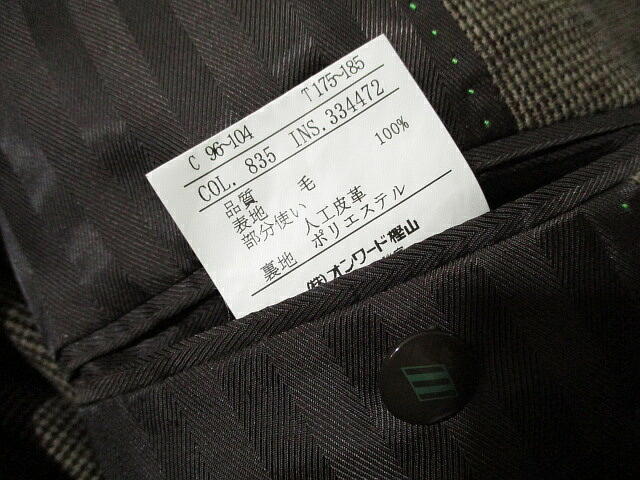 C 96~104 T 175~185
COL. 835 INS. 334472
品質
表地 毛 100%
部分使い 人工皮革
裏地 ポリエステル
(株)オンワード樫山